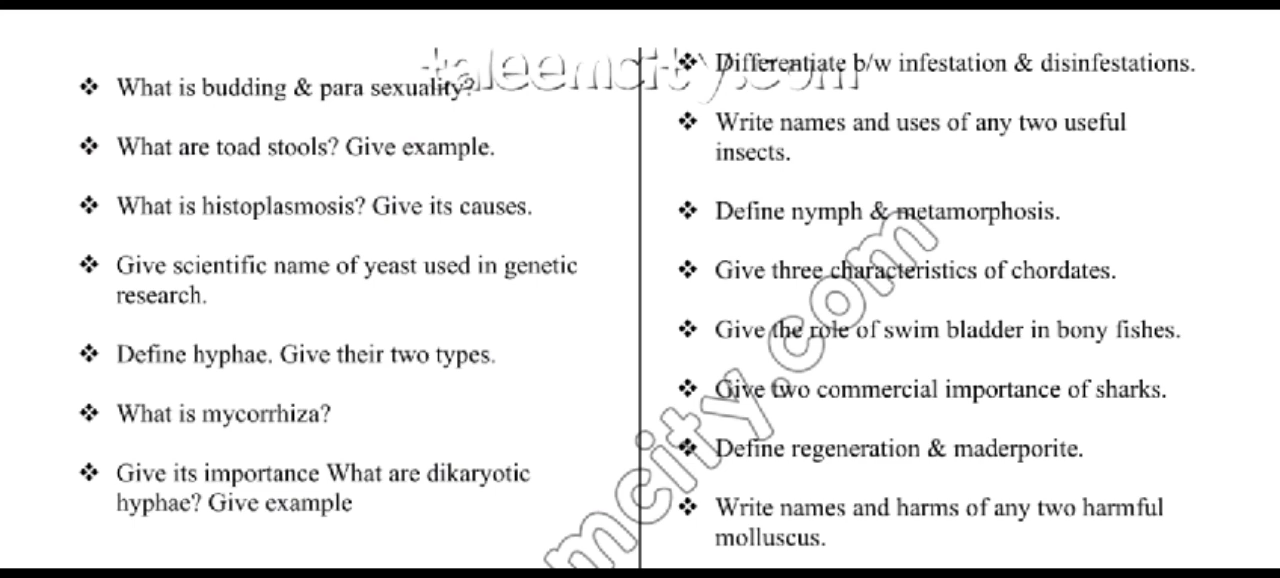 taleemcity.com
❖ What is budding & para sexuality?
❖ What are toad stools? Give example.
❖ What is histoplasmosis? Give its causes.
❖ Give scientific name of yeast used in genetic
research.
❖ Define hyphae. Give their two types.
❖ What is mycorrhiza?
❖ Give its importance What are dikaryotic
hyphae? Give example
❖ Differentiate b/w infestation & disinfestations.
❖ Write names and uses of any two useful
insects.
❖ Define nymph & metamorphosis.
❖ Give three characteristics of chordates.
❖ Give the role of swim bladder in bony fishes.
❖ Give two commercial importance of sharks.
❖ Define regeneration & maderporite.
❖ Write names and harms of any two harmful
molluscus.
mcity.com